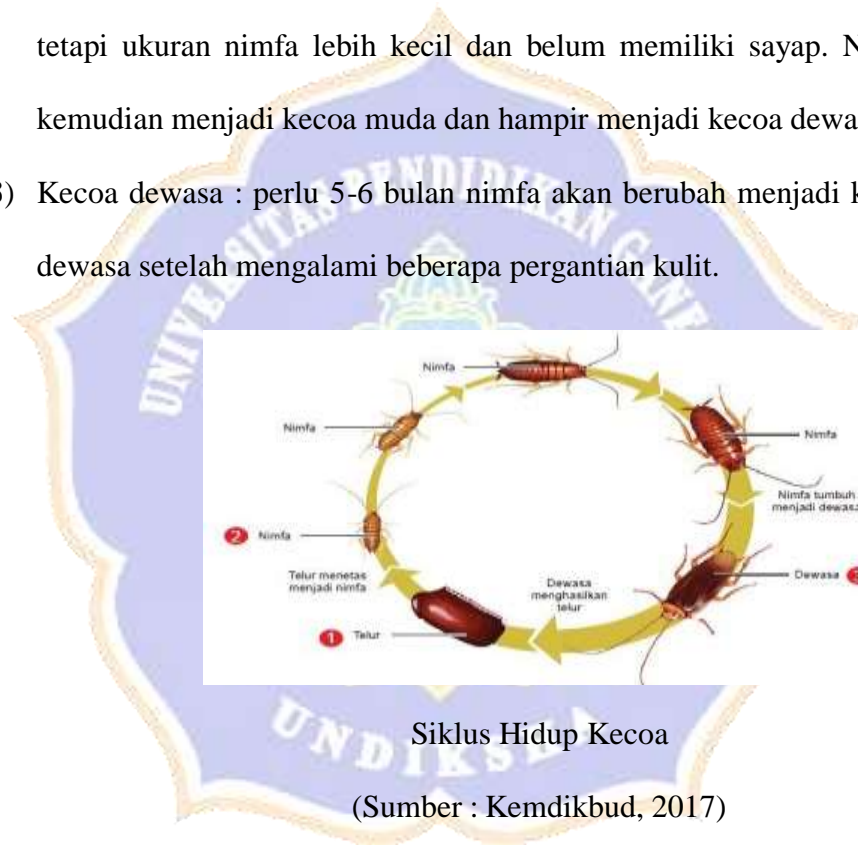 tetapi ukuran nimfa lebih kecil dan belum memiliki sayap.
kemudian menjadi kecoa muda dan hampir menjadi kecoa
3) Kecoa dewasa : perlu 5-6 bulan nimfa akan berubah menjadi
dewasa setelah mengalami beberapa pergantian kulit.
UNIVERSITAS PENDIDIKAN
Nimfa
Nimfa
Nimfa
Nimfa tumbuh
menjadi dewasa
2 Nimfa
Telur menetas
menjadi nimfa
Dewasa
menghasilkan
telur
Dewasa
1 Telur
UNDIKSHA
Siklus Hidup Kecoa
(Sumber : Kemdikbud, 2017)